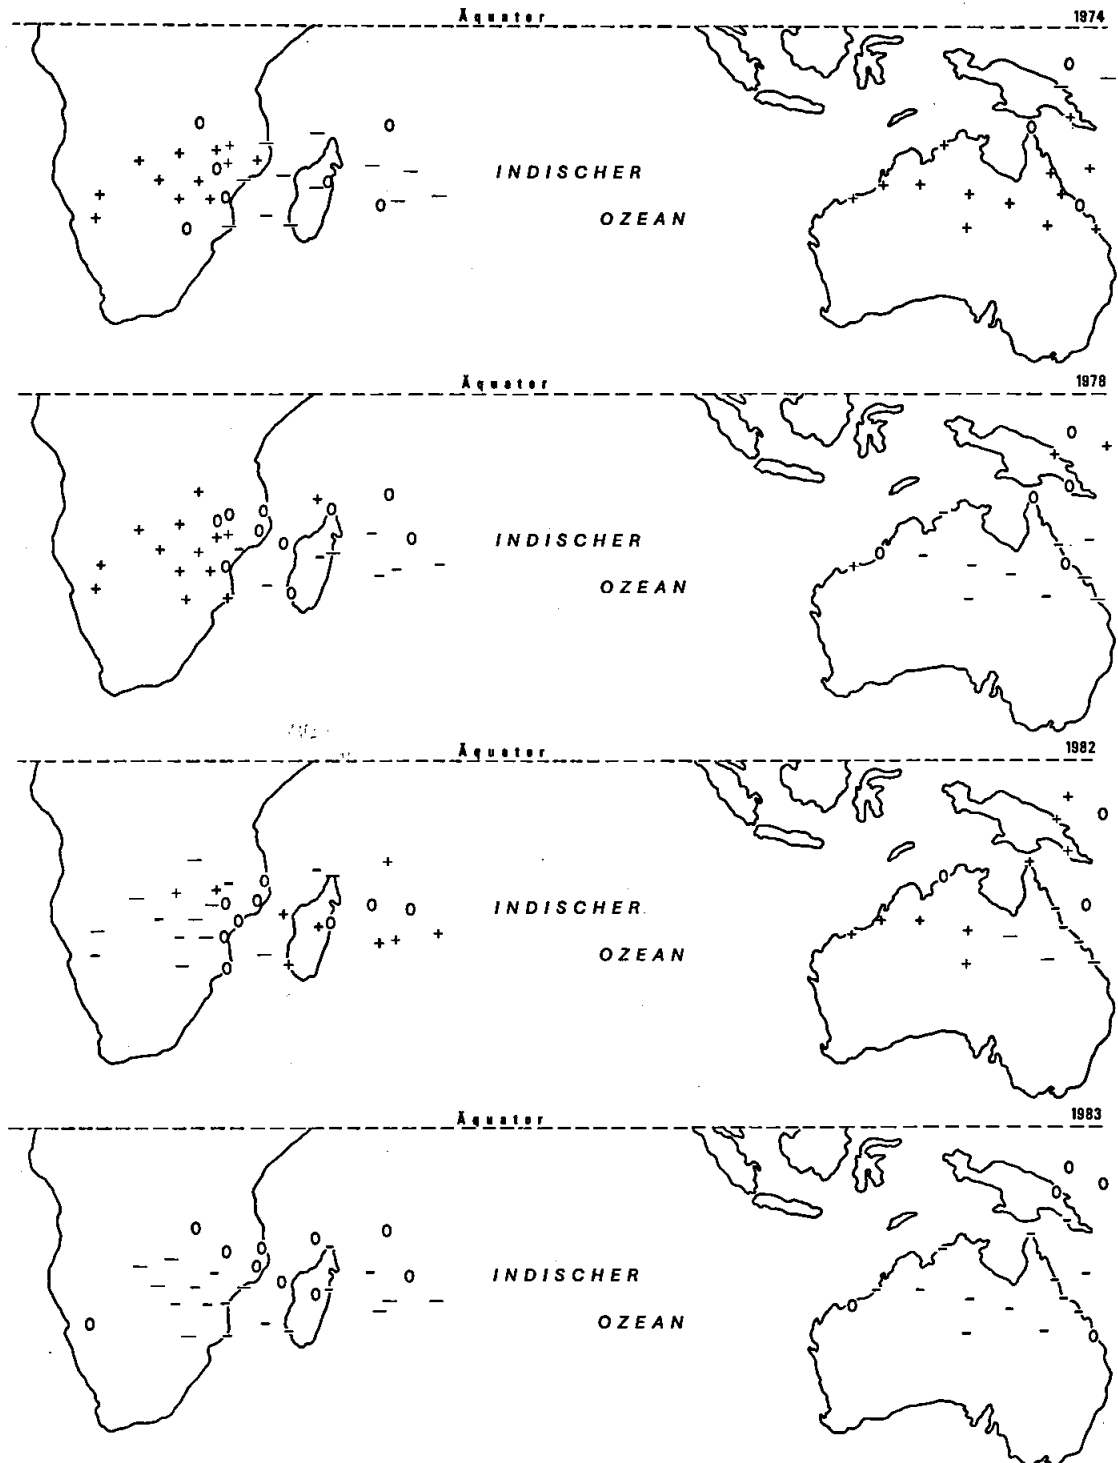 Äquator 1974
INDISCHER
OZEAN
Äquator 1978
INDISCHER
OZEAN
Äquator 1982
INDISCHER
OZEAN
Äquator 1983
INDISCHER
OZEAN